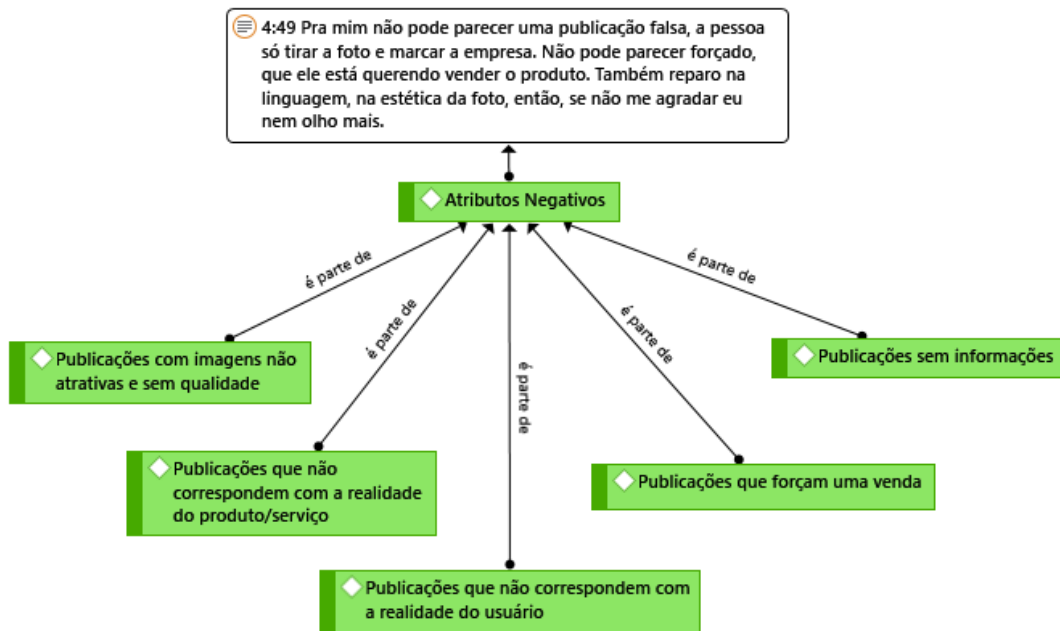 4:49 Pra mim não pode parecer uma publicação falsa, a pessoa
só tirar a foto e marcar a empresa. Não pode parecer forçado,
que ele está querendo vender o produto. Também reparo na
linguagem, na estética da foto, então, se não me agradar eu
nem olho mais.
Atributos Negativos
é parte de
é parte de
é parte de
é parte de
é parte de
Publicações com imagens não
atrativas e sem qualidade
Publicações sem informações
Publicações que não
correspondem com a realidade
do produto/serviço
Publicações que forçam uma venda
Publicações que não correspondem com
a realidade do usuário